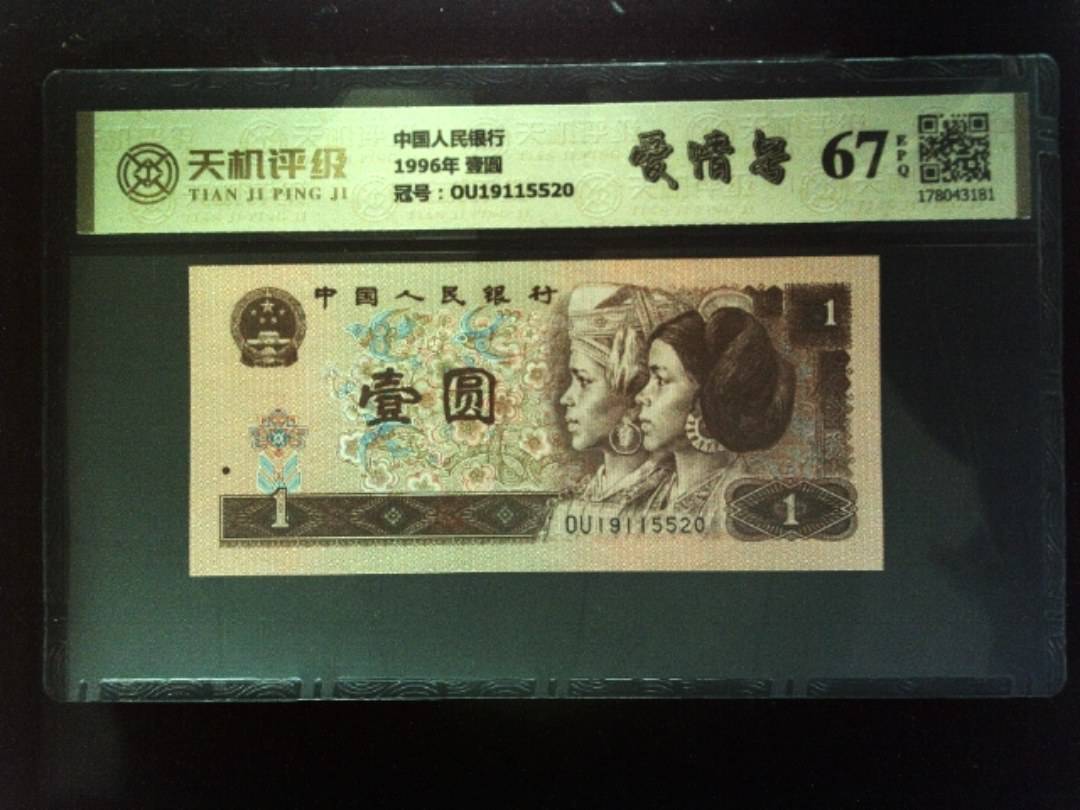 天机评级
TIAN JI PING JI
中国人民银行
1996年 壹圆
冠号：OU19115520
爱情号
67
EPQ
178043181
中国人民银行
1
壹圆
1
OU19115520
1